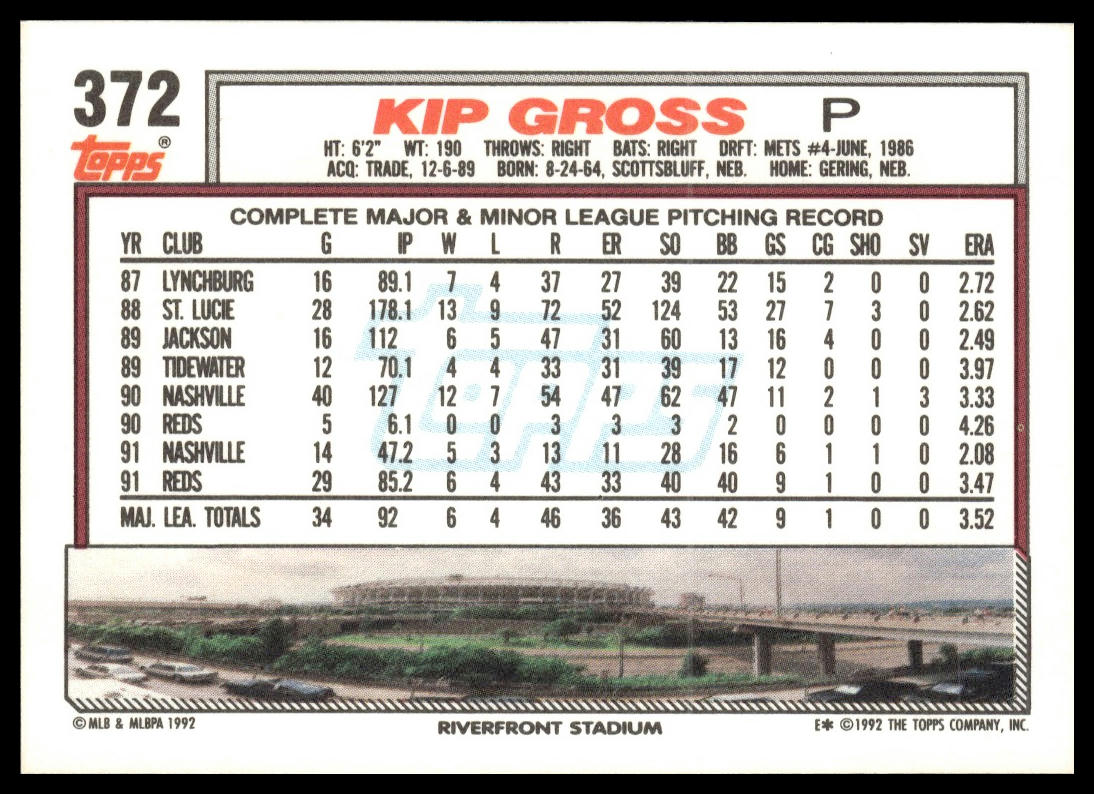 372
topps®
KIP GROSS P
HT: 6'2" WT: 190 THROWS: RIGHT BATS: RIGHT DRFT: METS #4-JUNE, 1986
ACQ: TRADE, 12-6-89 BORN: 8-24-64, SCOTTSBLUFF, NEB. HOME: GERING, NEB.
COMPLETE MAJOR & MINOR LEAGUE PITCHING RECORD
YR CLUB G IP W L R ER SO BB GS CG SHO SV ERA
87 LYNCHBURG 16 89.1 7 4 37 27 39 22 15 2 0 0 2.72
88 ST. LUCIE 28 178.1 13 9 72 52 124 53 27 7 3 0 2.62
89 JACKSON 16 112 6 5 47 31 60 13 16 4 0 0 2.49
89 TIDEWATER 12 70.1 4 4 33 31 39 17 12 0 0 0 3.97
90 NASHVILLE 40 127 12 7 54 47 62 47 11 2 1 3 3.33
90 REDS 5 6.1 0 0 3 3 3 2 0 0 0 0 4.26
91 NASHVILLE 14 47.2 5 3 13 11 28 16 6 1 1 0 2.08
91 REDS 29 85.2 6 4 43 33 40 40 9 1 0 0 3.47
MAJ. LEA. TOTALS 34 92 6 4 46 36 43 42 9 1 0 0 3.52
topps
© MLB & MLBPA 1992 RIVERFRONT STADIUM E* © 1992 THE TOPPS COMPANY, INC.